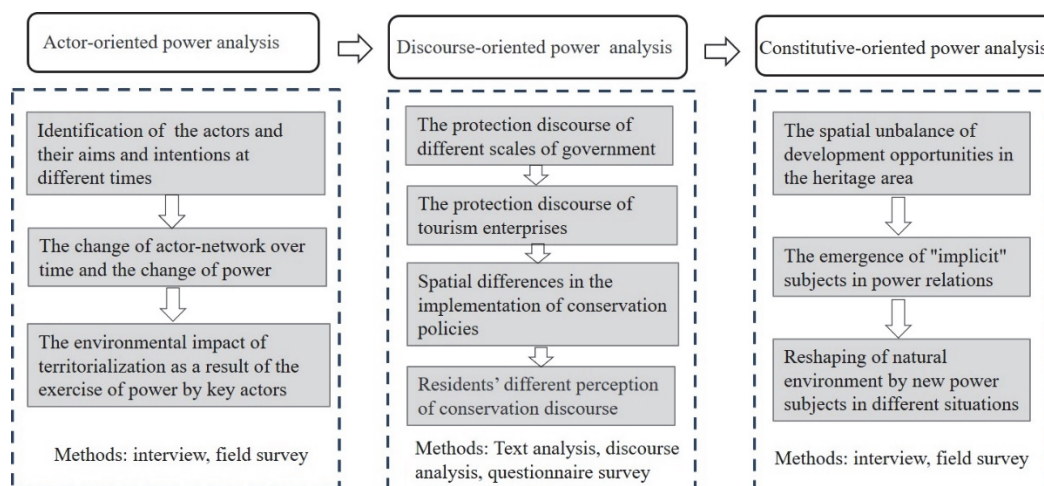 Actor-oriented power analysis
Discourse-oriented power analysis
Constitutive-oriented power analysis
Identification of the actors and
their aims and intentions at
different times
The change of actor-network over
time and the change of power
The environmental impact of
territorialization as a result of the
exercise of power by key actors
Methods: interview, field survey
The protection discourse of
different scales of government
The protection discourse of
tourism enterprises
Spatial differences in the
implementation of conservation
policies
Residents’ different perception
of conservation discourse
Methods: Text analysis, discourse
analysis, questionnaire survey
The spatial unbalance of
development opportunities in
the heritage area
The emergence of "implicit"
subjects in power relations
Reshaping of natural
environment by new power
subjects in different situations
Methods: interview, field survey